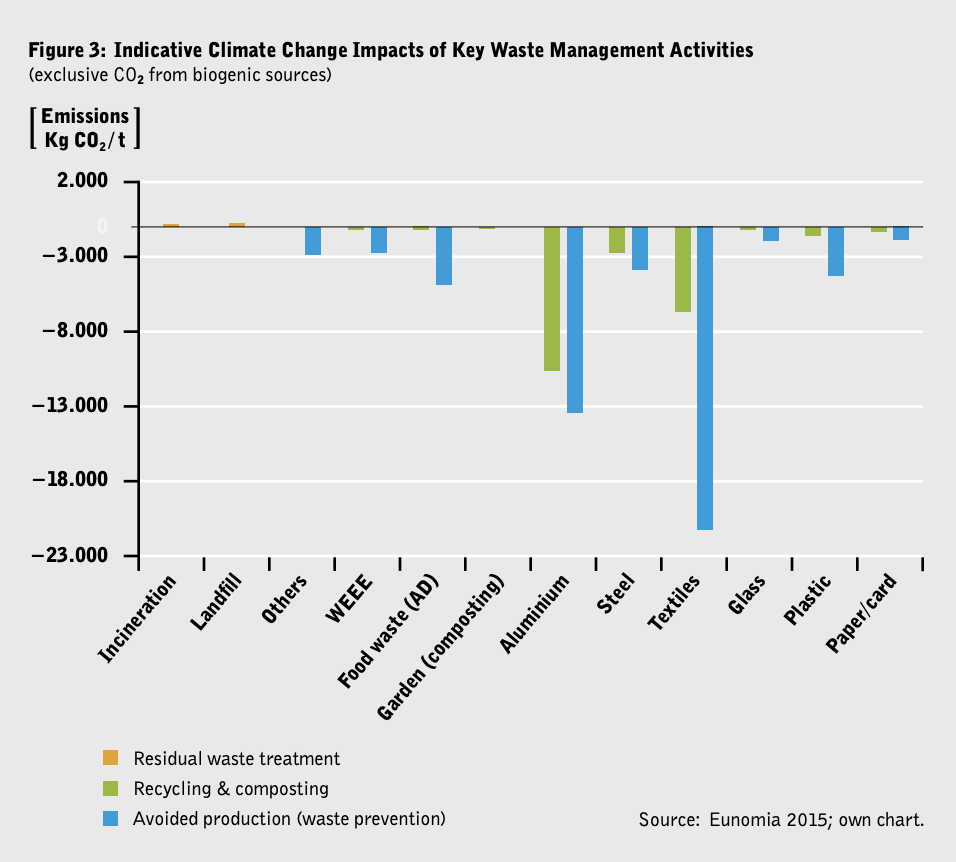 Figure 3: Indicative Climate Change Impacts of Key Waste Management Activities
(exclusive CO₂ from biogenic sources)
[Emissions
Kg CO₂/t]
2.000
0
−3.000
−8.000
−13.000
−18.000
−23.000
Incineration
Landfill
Others
WEEE
Food waste (AD)
Garden (composting)
Aluminium
Steel
Textiles
Glass
Plastic
Paper/card
Residual waste treatment
Recycling & composting
Avoided production (waste prevention)
Source: Eunomia 2015; own chart.